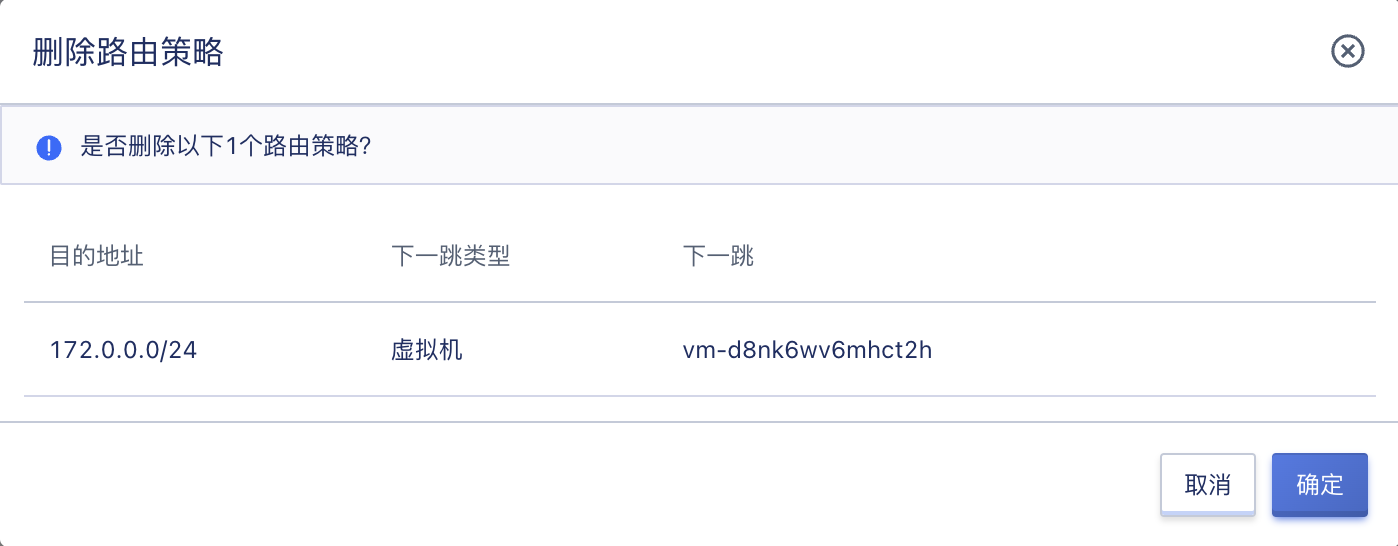 删除路由策略
是否删除以下1个路由策略?
目的地址 下一跳类型 下一跳
172.0.0.0/24 虚拟机 vm-d8nk6wv6mhct2h
取消 确定